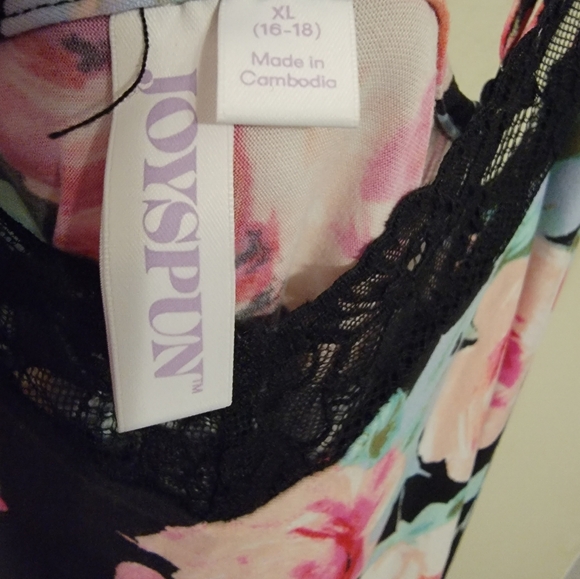 XL
(16-18)
Made in
Cambodia
JOYSPUN™